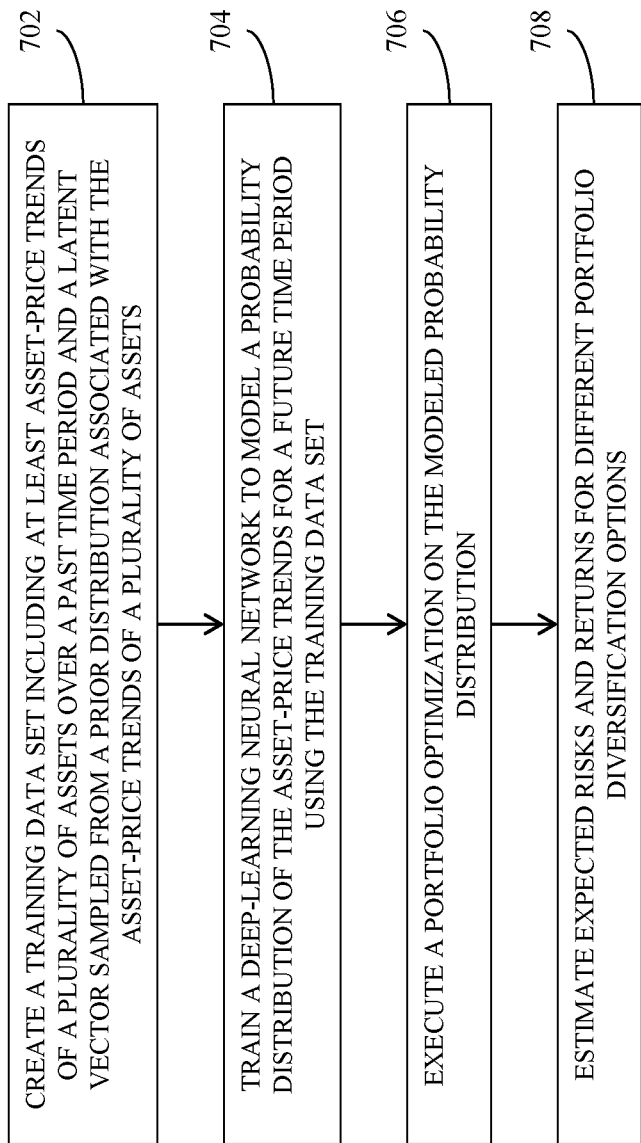 CREATE A TRAINING DATA SET INCLUDING AT LEAST ASSET-PRICE TRENDS
OF A PLURALITY OF ASSETS OVER A PAST TIME PERIOD AND A LATENT
VECTOR SAMPLED FROM A PRIOR DISTRIBUTION ASSOCIATED WITH THE
ASSET-PRICE TRENDS OF A PLURALITY OF ASSETS
702
TRAIN A DEEP-LEARNING NEURAL NETWORK TO MODEL A PROBABILITY
DISTRIBUTION OF THE ASSET-PRICE TRENDS FOR A FUTURE TIME PERIOD
USING THE TRAINING DATA SET
704
EXECUTE A PORTFOLIO OPTIMIZATION ON THE MODELED PROBABILITY
DISTRIBUTION
706
ESTIMATE EXPECTED RISKS AND RETURNS FOR DIFFERENT PORTFOLIO
DIVERSIFICATION OPTIONS
708